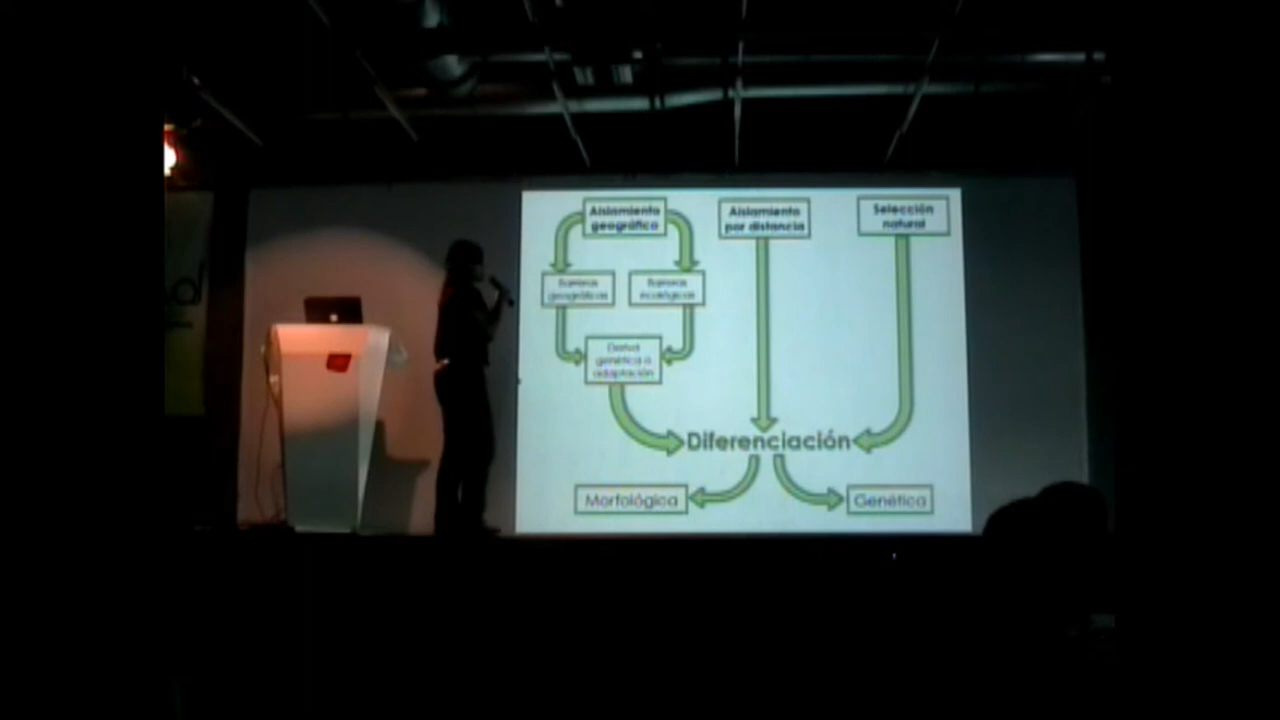 Aislamiento
geográfico
Aislamiento
por distancia
Selección
natural
Barreras
geográficas
Barreras
ecológicas
Deriva
genética o
adaptación
Diferenciación
Morfológica
Genética